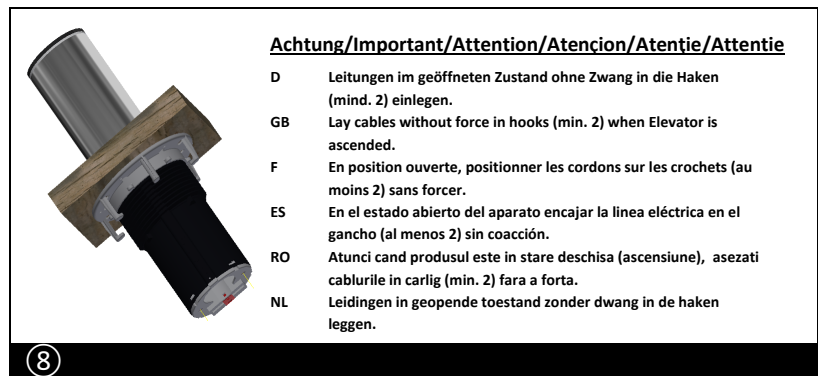 Achtung/Important/Attention/Atençion/Atenţie/Attentie
D Leitungen im geöffneten Zustand ohne Zwang in die Haken
(mind. 2) einlegen.
GB Lay cables without force in hooks (min. 2) when Elevator is
ascended.
F En position ouverte, positionner les cordons sur les crochets (au
moins 2) sans forcer.
ES En el estado abierto del aparato encajar la linea eléctrica en el
gancho (al menos 2) sin coacción.
RO Atunci cand produsul este in stare deschisa (ascensiune), asezati
cablurile in carlig (min. 2) fara a forta.
NL Leidingen in geopende toestand zonder dwang in de haken
leggen.
8